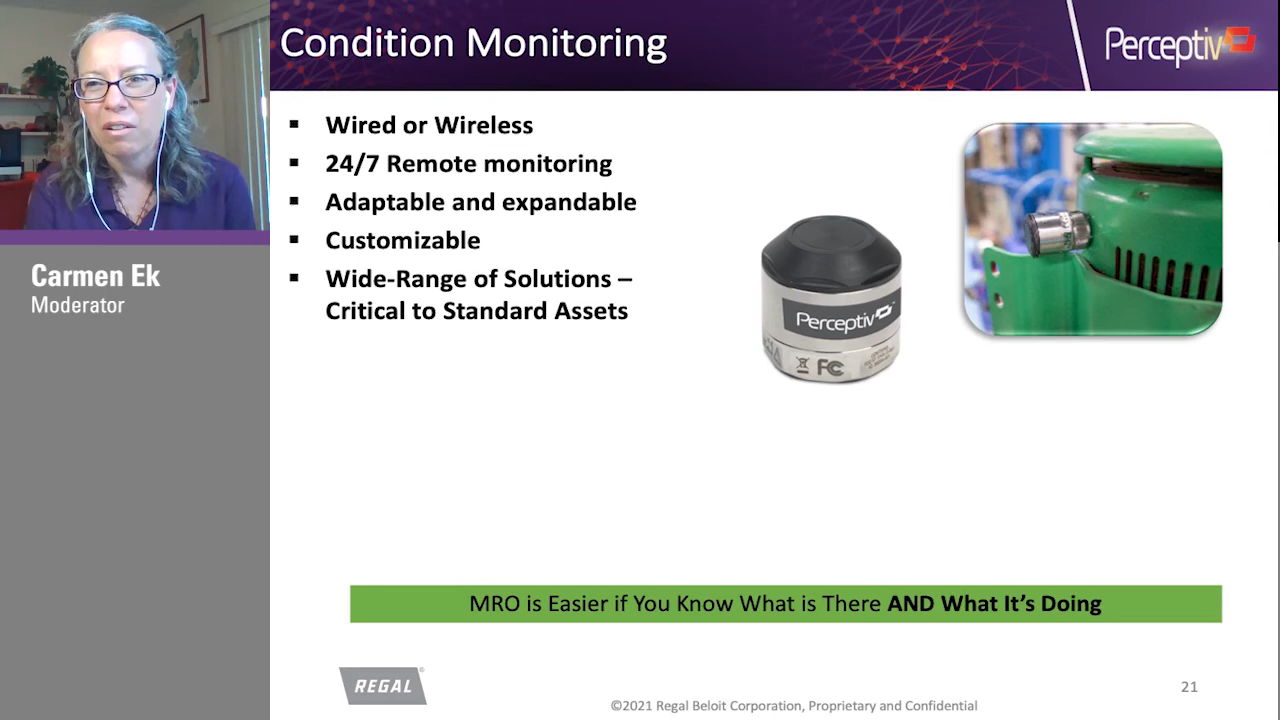 Condition Monitoring
Perceptiv
Wired or Wireless
24/7 Remote monitoring
Adaptable and expandable
Customizable
Wide-Range of Solutions –
Critical to Standard Assets
Perceptiv
FC
Carmen Ek
Moderator
MRO is Easier if You Know What is There AND What It's Doing
REGAL®
21
©2021 Regal Beloit Corporation, Proprietary and Confidential